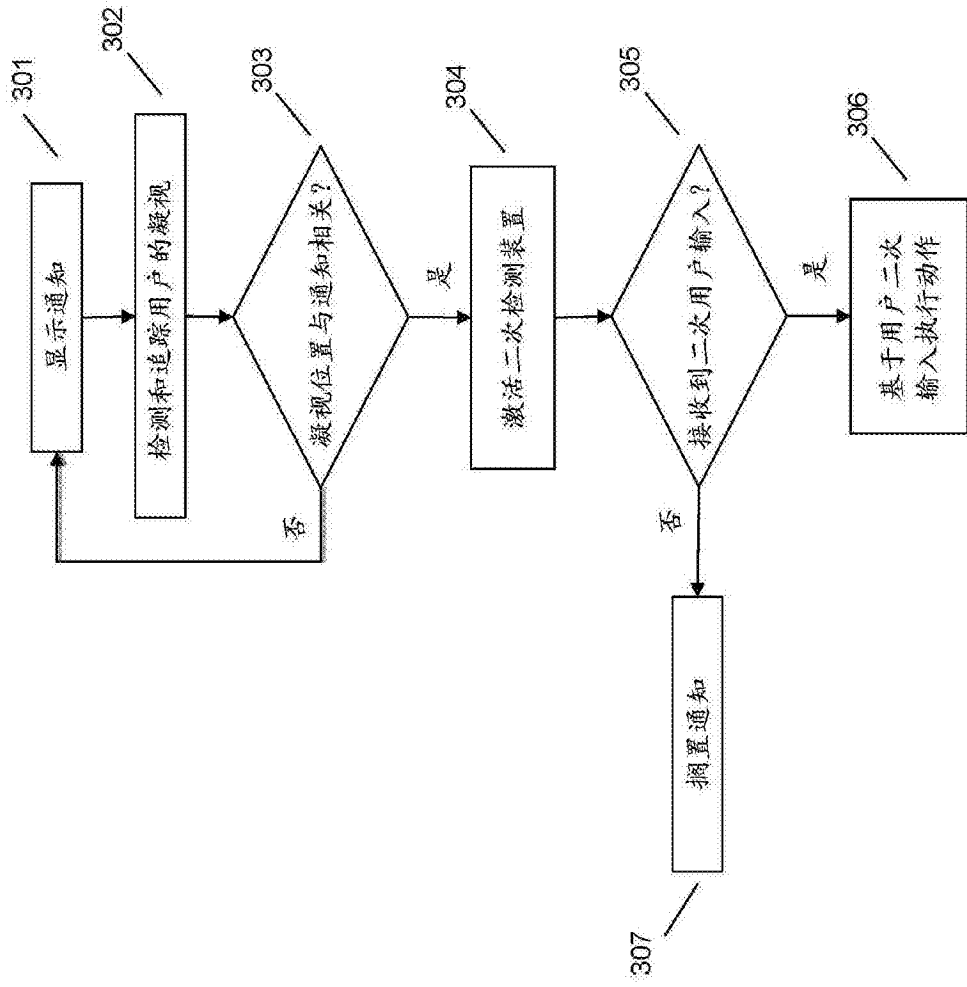 301
显示通知
302
检测和追踪用户的凝视
303
凝视位置与通知相关?
否
是
304
激活二次检测装置
305
接收到二次用户输入?
否
是
306
基于用户二次
输入执行动作
搁置通知
307